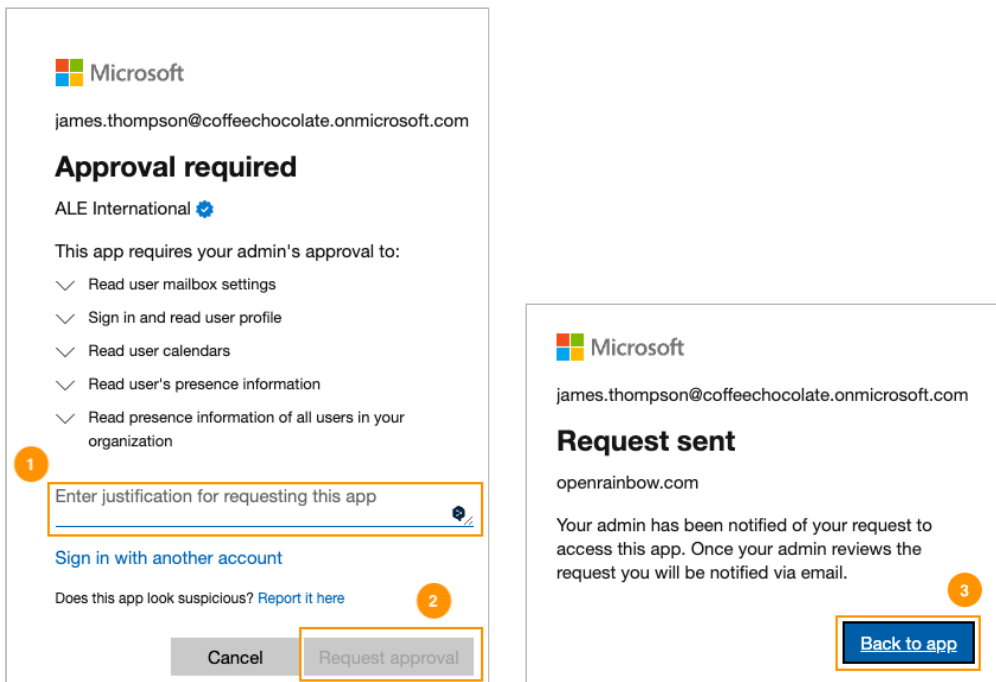 Microsoft
james.thompson@coffeechocolate.onmicrosoft.com
Approval required
ALE International
This app requires your admin's approval to:
Read user mailbox settings
Sign in and read user profile
Read user calendars
Read user's presence information
Read presence information of all users in your
organization
1
Enter justification for requesting this app
Sign in with another account
Does this app look suspicious? Report it here
2
Cancel
Request approval
Microsoft
james.thompson@coffeechocolate.onmicrosoft.com
Request sent
openrainbow.com
Your admin has been notified of your request to
access this app. Once your admin reviews the
request you will be notified via email.
3
Back to app